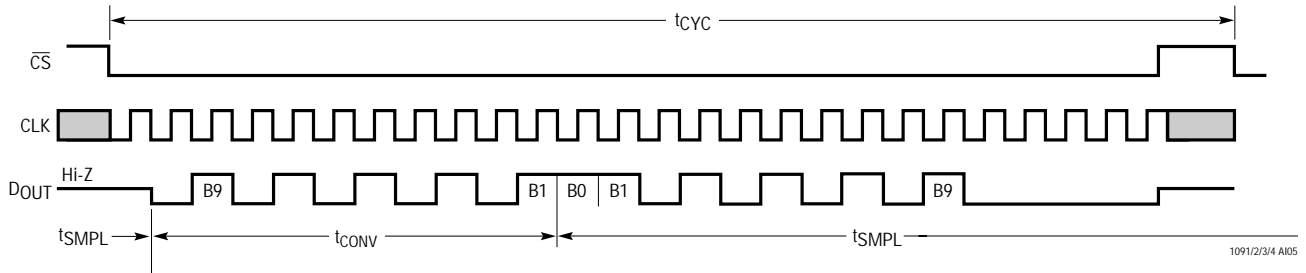 tCYC
CS
CLK
Hi-Z
DOUT
B9
B1
B0
B1
B9
tSMPL
tCONV
tSMPL
1091/2/3/4 AI05